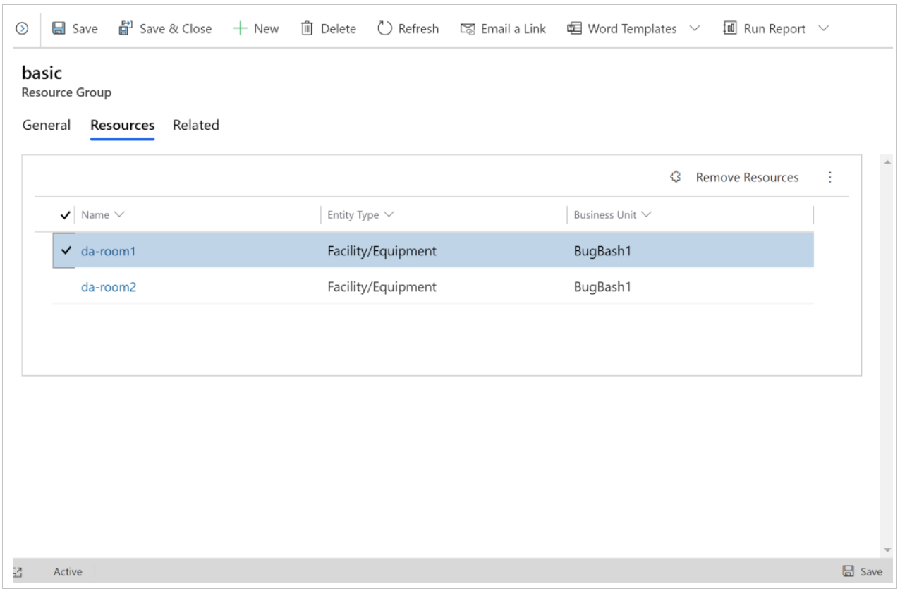 Save Save & Close New Delete Refresh Email a Link Word Templates Run Report
basic
Resource Group
General Resources Related
Remove Resources
Name Entity Type Business Unit
da-room1 Facility/Equipment BugBash1
da-room2 Facility/Equipment BugBash1
Active Save